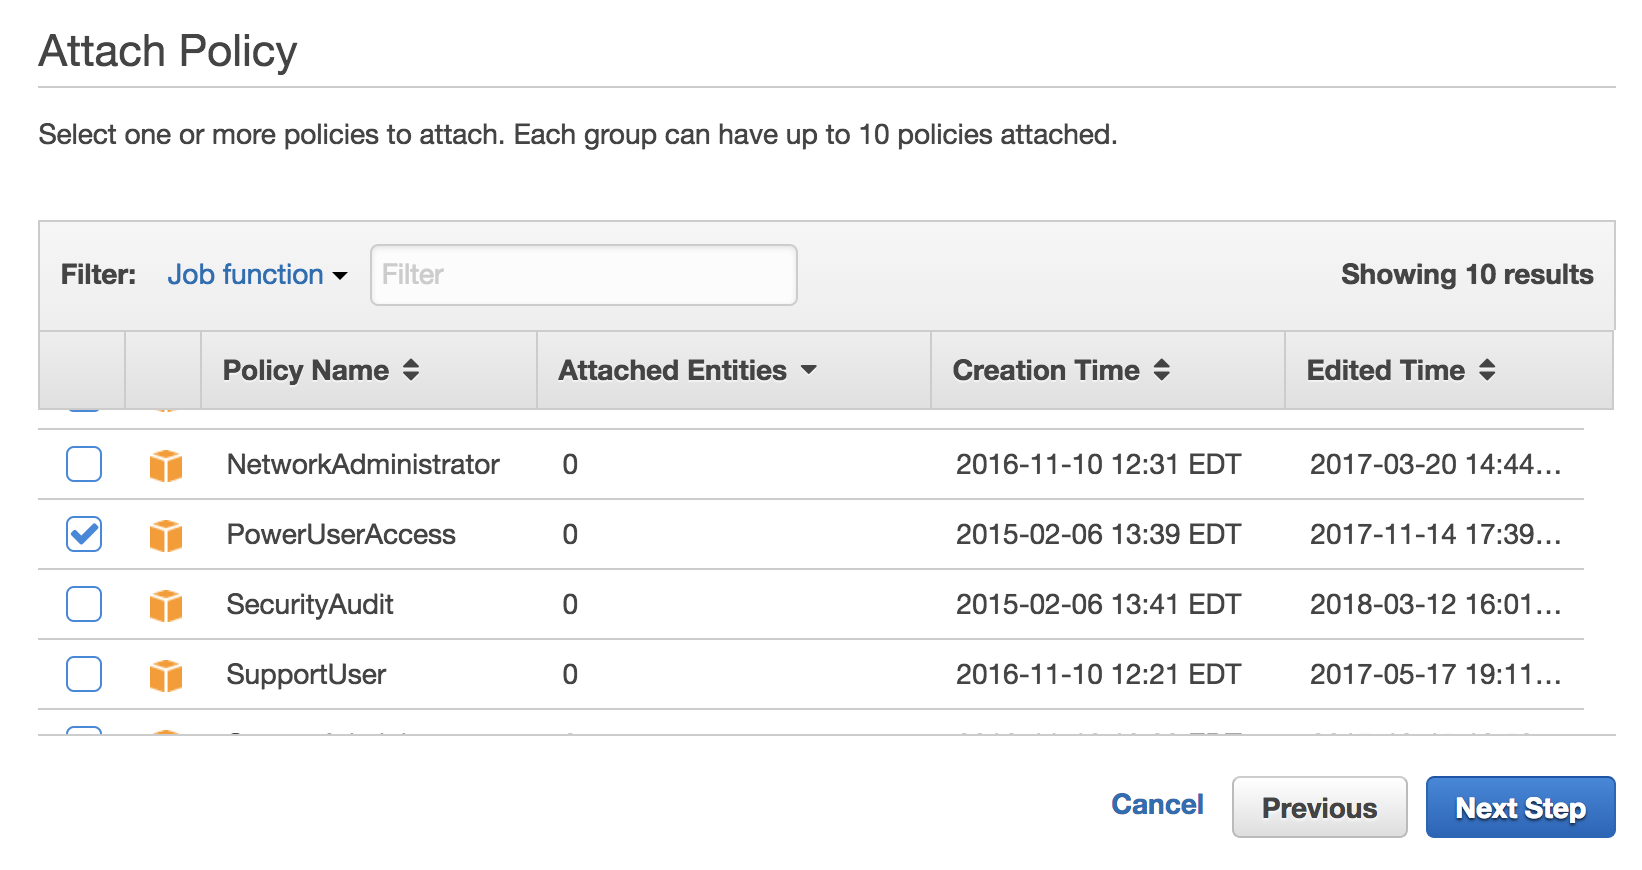 Attach Policy
Select one or more policies to attach. Each group can have up to 10 policies attached.
Filter: Job function Filter Showing 10 results
Policy Name Attached Entities Creation Time Edited Time
NetworkAdministrator 0 2016-11-10 12:31 EDT 2017-03-20 14:44...
PowerUserAccess 0 2015-02-06 13:39 EDT 2017-11-14 17:39...
SecurityAudit 0 2015-02-06 13:41 EDT 2018-03-12 16:01...
SupportUser 0 2016-11-10 12:21 EDT 2017-05-17 19:11...
Cancel Previous Next Step